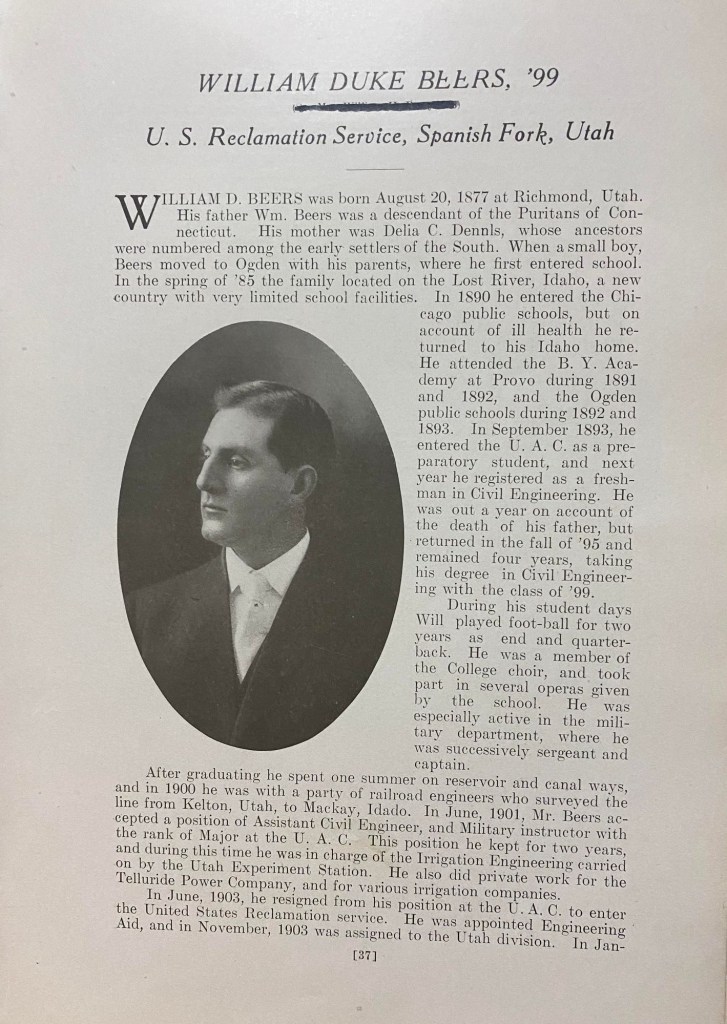 WILLIAM DUKE BEERS, '99
U. S. Reclamation Service, Spanish Fork, Utah
WILLIAM D. BEERS was born August 20, 1877 at Richmond, Utah.
His father Wm. Beers was a descendant of the Puritans of Con-
necticut. His mother was Delia C. Dennls, whose ancestors
were numbered among the early settlers of the South. When a small boy,
Beers moved to Ogden with his parents, where he first entered school.
In the spring of '85 the family located on the Lost River, Idaho, a new
country with very limited school facilities. In 1890 he entered the Chi-
cago public schools, but on
account of ill health he re-
turned to his Idaho home.
He attended the B. Y. Aca-
demy at Provo during 1891
and 1892, and the Ogden
public schools during 1892 and
1893. In September 1893, he
entered the U. A. C. as a pre-
paratory student, and next
year he registered as a fresh-
man in Civil Engineering. He
was out a year on account of
the death of his father, but
returned in the fall of '95 and
remained four years, taking
his degree in Civil Engineer-
ing with the class of '99.
During his student days
Will played foot-ball for two
years as end and quarter-
back. He was a member of
the College choir, and took
part in several operas given
by the school. He was
especially active in the mili-
tary department, where he
was successively sergeant and
captain.
After graduating he spent one summer on reservoir and canal ways,
and in 1900 he was with a party of railroad engineers who surveyed the
line from Kelton, Utah, to Mackay, Idado. In June, 1901, Mr. Beers ac-
cepted a position of Assistant Civil Engineer, and Military instructor with
the rank of Major at the U. A. C. This position he kept for two years,
and during this time he was in charge of the Irrigation Engineering carried
on by the Utah Experiment Station. He also did private work for the
Telluride Power Company, and for various irrigation companies.
In June, 1903, he resigned from his position at the U. A. C. to enter
the United States Reclamation service. He was appointed Engineering
Aid, and in November, 1903 was assigned to the Utah division. In Jan-
[37]